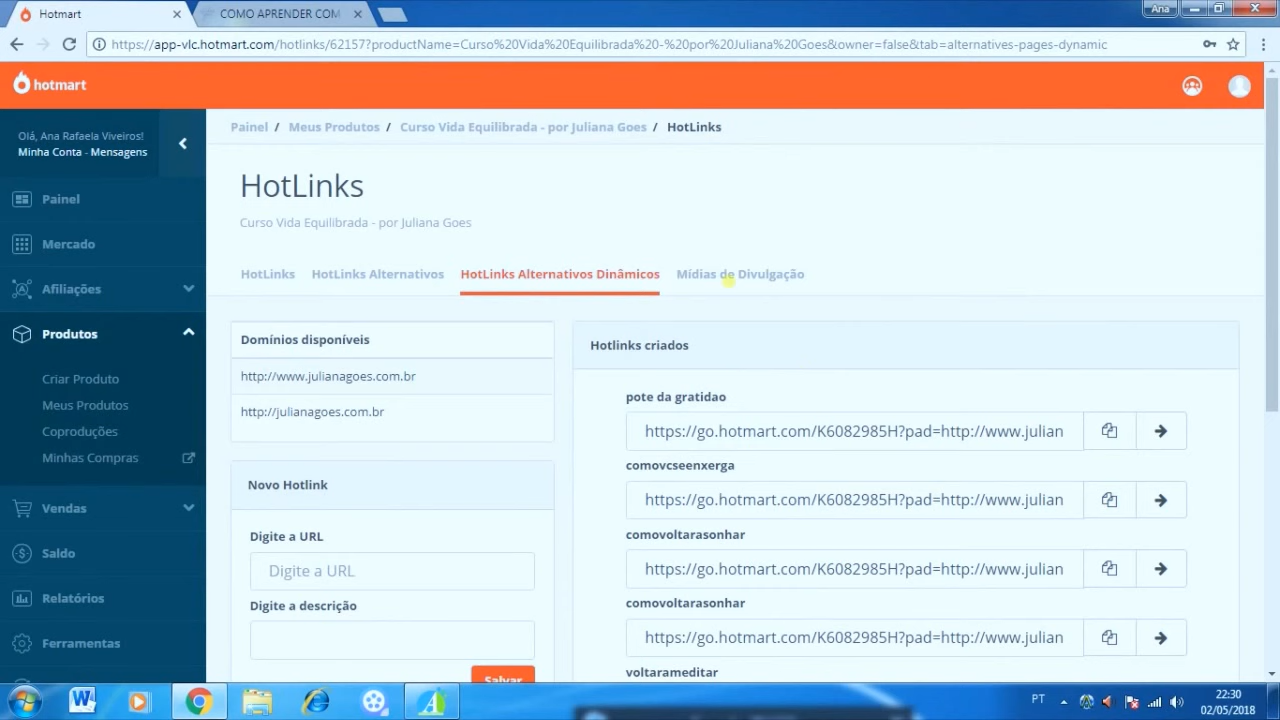 Hotmart
COMO APRENDER COM
Ana
https://app-vlc.hotmart.com/hotlinks/62157?productName=Curso%20Vida%20Equilibrada%20-%20por%20Juliana%20Goes&owner=false&tab=alternatives-pages-dynamic
hotmart
Olá, Ana Rafaela Viveiros!
Minha Conta - Mensagens
Painel / Meus Produtos / Curso Vida Equilibrada - por Juliana Goes / HotLinks
Painel
Mercado
Afiliações
Produtos
Criar Produto
Meus Produtos
Coproduções
Minhas Compras
Vendas
Saldo
Relatórios
Ferramentas
HotLinks
Curso Vida Equilibrada - por Juliana Goes
HotLinks HotLinks Alternativos HotLinks Alternativos Dinâmicos Mídias de Divulgação
Domínios disponíveis
http://www.julianagoes.com.br
http://julianagoes.com.br
Novo Hotlink
Digite a URL
Digite a URL
Digite a descrição
Salvar
Hotlinks criados
pote da gratidao
https://go.hotmart.com/K6082985H?pad=http://www.julian
comovcseenxerga
https://go.hotmart.com/K6082985H?pad=http://www.julian
comovoltarasonhar
https://go.hotmart.com/K6082985H?pad=http://www.julian
comovoltarasonhar
https://go.hotmart.com/K6082985H?pad=http://www.julian
voltarameditar
PT
22:30
02/05/2018